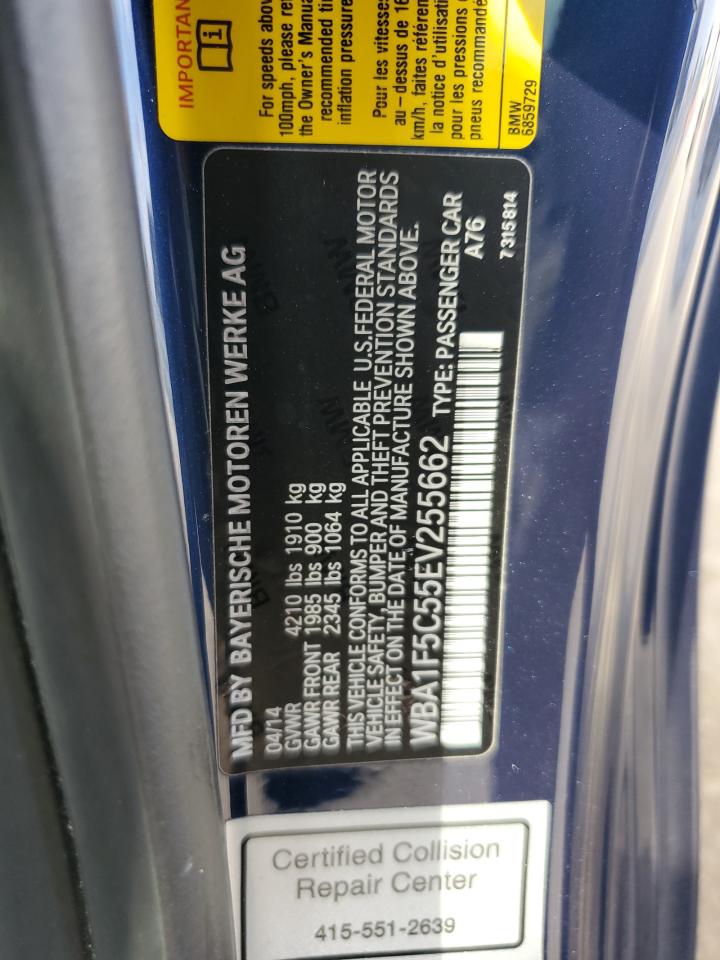 IMPORTAN
For speeds abov
100mph, please re
the Owner's Manua
recommended ti
inflation pressure
Pour les vitesse
au-dessus de 16
km/h, faites référen
la notice d'utilisati
pour les pressions
pneus recommandé
BMW
6859729
MFD BY BAYERISCHE MOTOREN WERKE AG
04/14
GVWR 4210 lbs 1910 kg
GAWR FRONT 1985 lbs 900 kg
GAWR REAR 2345 lbs 1064 kg
THIS VEHICLE CONFORMS TO ALL APPLICABLE U.S.FEDERAL MOTOR
VEHICLE SAFETY, BUMPER AND THEFT PREVENTION STANDARDS
IN EFFECT ON THE DATE OF MANUFACTURE SHOWN ABOVE.
WBA1F5C55EV255662 TYPE: PASSENGER CAR
A76
7315814
Certified Collision
Repair Center
415-551-2639